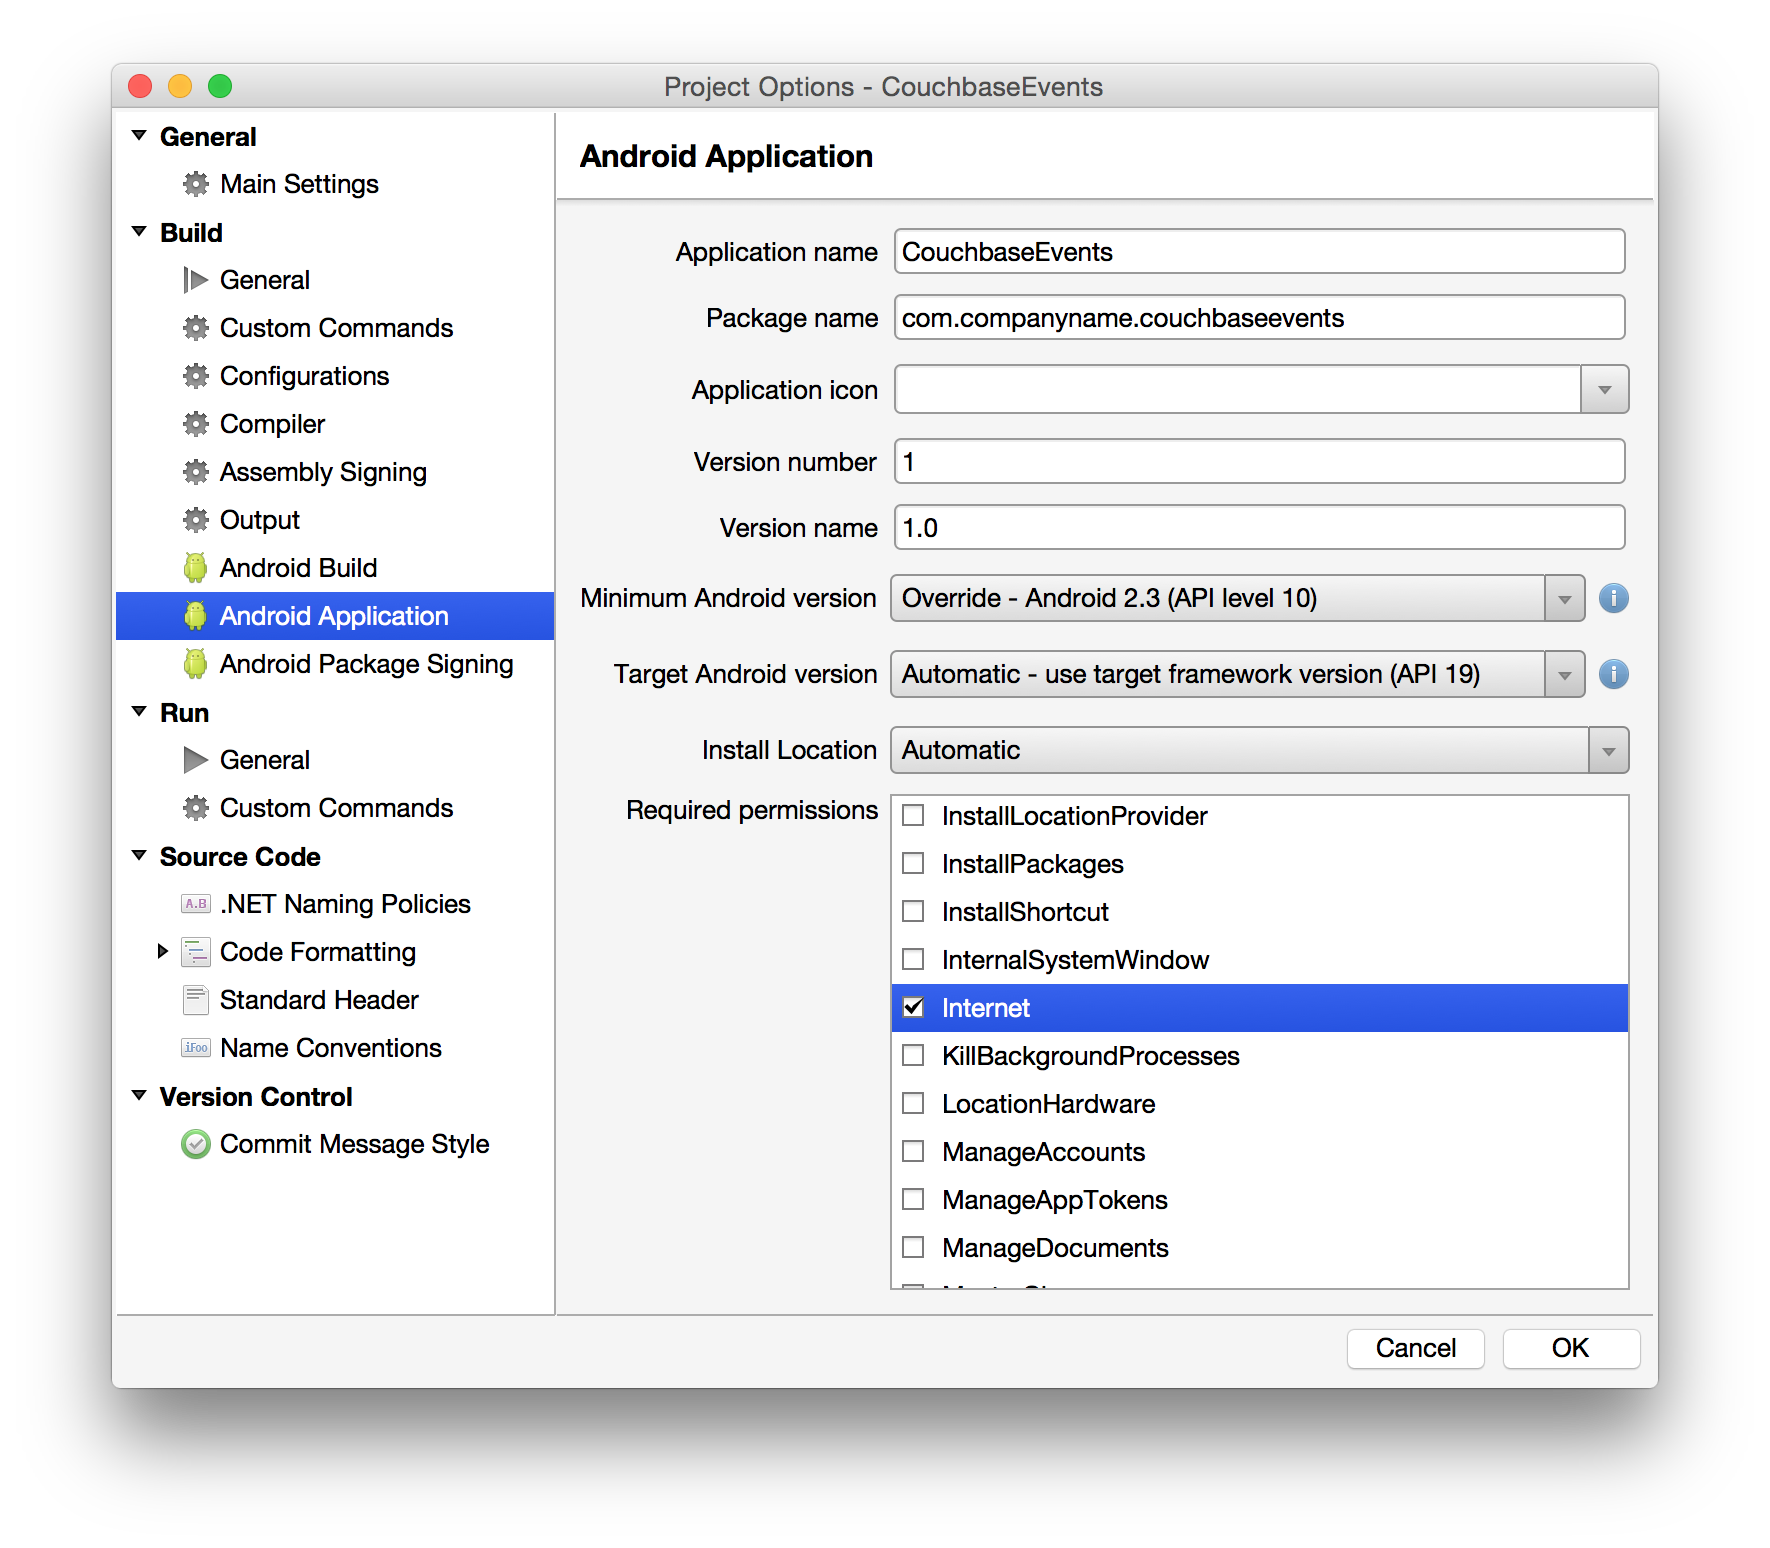 Project Options - CouchbaseEvents
General
Main Settings
Build
General
Custom Commands
Configurations
Compiler
Assembly Signing
Output
Android Build
Android Application
Android Package Signing
Run
General
Custom Commands
Source Code
A.B .NET Naming Policies
Code Formatting
Standard Header
iFoo Name Conventions
Version Control
Commit Message Style
Android Application
Application name CouchbaseEvents
Package name com.companyname.couchbaseevents
Application icon
Version number 1
Version name 1.0
Minimum Android version Override - Android 2.3 (API level 10)
Target Android version Automatic - use target framework version (API 19)
Install Location Automatic
Required permissions
InstallLocationProvider
InstallPackages
InstallShortcut
InternalSystemWindow
Internet
KillBackgroundProcesses
LocationHardware
ManageAccounts
ManageAppTokens
ManageDocuments
Cancel OK